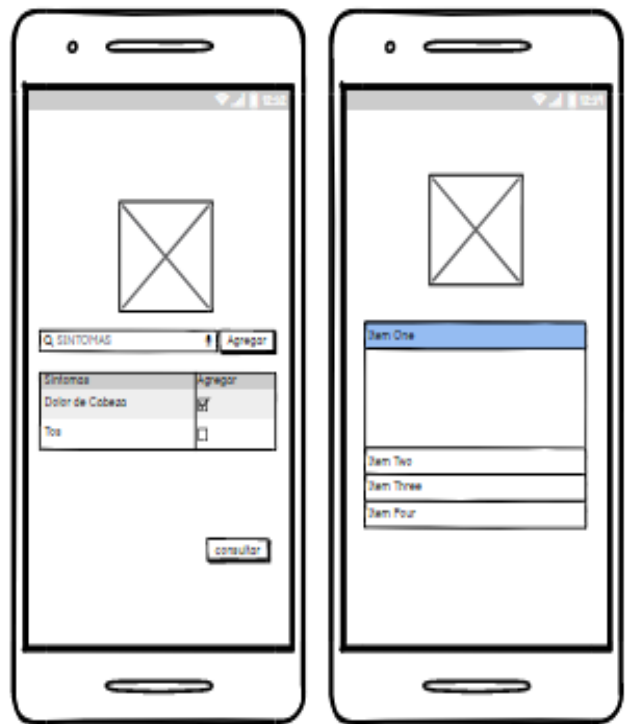 SINTOMAS Agregar
Sintomas Agregar
Dolor de Cabeza
Tos
consultar
Item One
Item Two
Item Three
Item Four